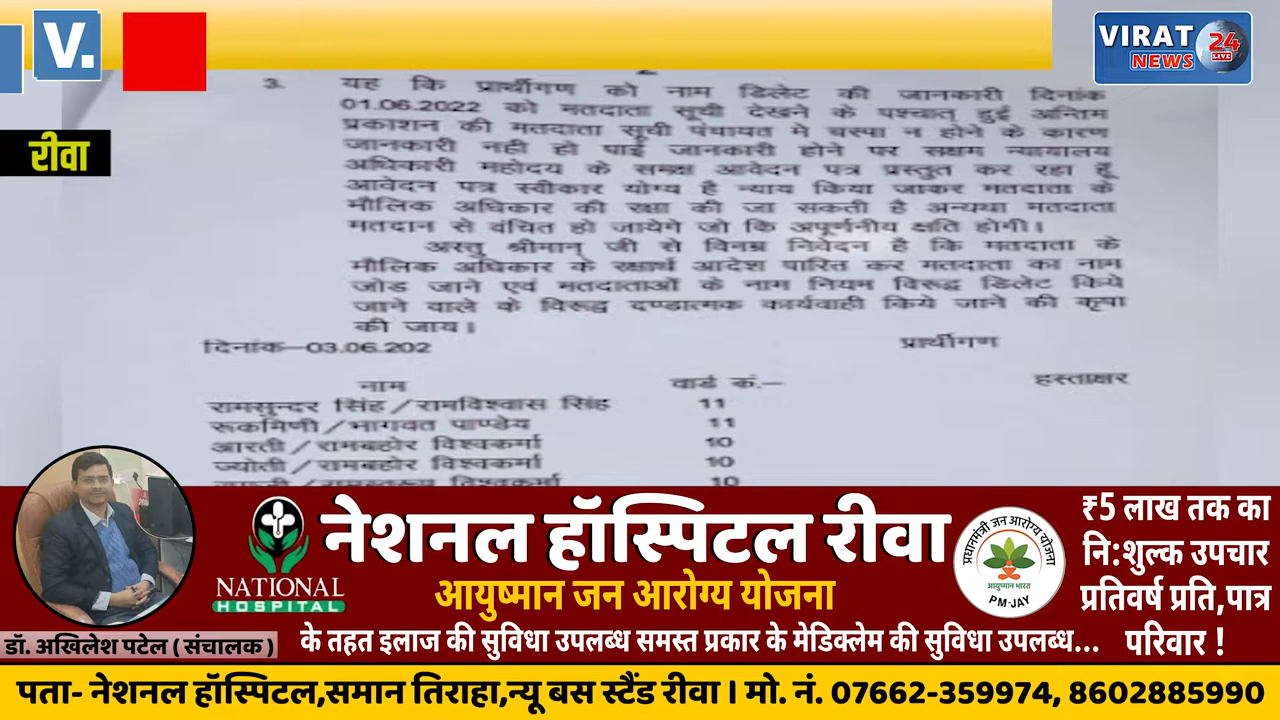 V.
VIRAT
24
LIVE
NEWS
रीवा
3. यह कि प्रार्थीगण को नाम डिलेट की जानकारी दिनांक
01.06.2022 को मतदाता सूची देखने के पश्चात् हुई अन्तिम
प्रकाशन की मतदाता सूची पंचायत मे चस्पा न होने के कारण
जानकारी नही हो पाई जानकारी होने पर सक्षम न्यायालय
अधिकारी महोदय के समक्ष आवेदन पत्र प्रस्तुत कर रहा हूँ
आवेदन पत्र स्वीकार योग्य है न्याय किया जाकर मतदाता के
मौलिक अधिकार की रक्षा की जा सकती है अन्यथा मतदाता
मतदान से वंचित हो जायेगे जो कि अपूर्णनीय क्षति होगी।
अस्तु श्रीमान् जी से विनम्र निवेदन है कि मतदाता के
मौलिक अधिकार के रक्षार्थ आदेश पारित कर मतदाता का नाम
जोड जाने एवं मतदाताओं के नाम नियम विरूद्ध डिलेट किये
जाने वाले के विरूद्व दण्डात्मक कार्यवाही किये जाने की कृपा
की जाय।
दिनांक–03.06.202 प्रार्थीगण
नाम वार्ड कं.– हस्ताक्षर
रामसुन्दर सिंह/रामविश्वास सिंह 11
रूकमिणी/भागवत पाण्डेय 11
आरती/रामबहोर विश्वकर्मा 10
ज्योती/रामबहोर विश्वकर्मा 10
विश्वकर्मा 10
NATIONAL
HOSPITAL
नेशनल हॉस्पिटल रीवा
आयुष्मान जन आरोग्य योजना
के तहत इलाज की सुविधा उपलब्ध समस्त प्रकार के मेडिक्लेम की सुविधा उपलब्ध...
प्रधानमंत्री जन आरोग्य योजना
आयुष्मान भारत
PM-JAY
₹5 लाख तक का
नि:शुल्क उपचार
प्रतिवर्ष प्रति,पात्र
परिवार !
डॉ. अखिलेश पटेल ( संचालक )
पता- नेशनल हॉस्पिटल,समान तिराहा,न्यू बस स्टैंड रीवा । मो. नं. 07662-359974, 8602885990